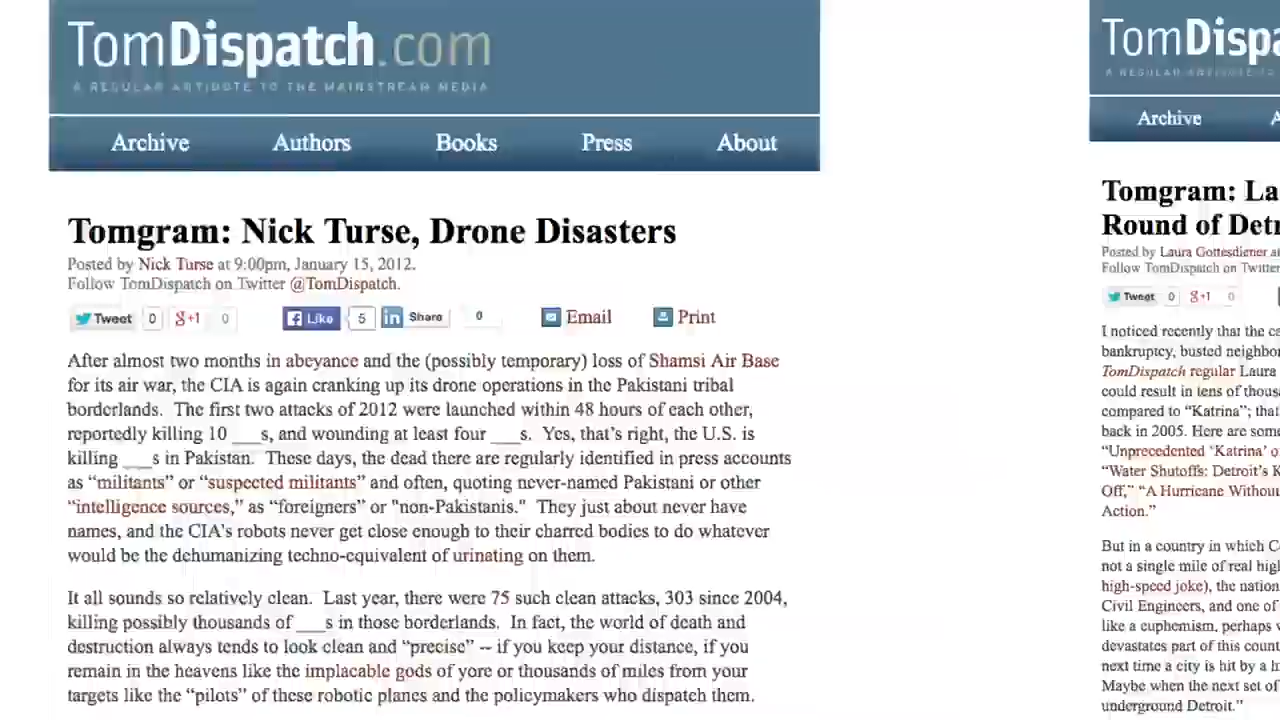 TomDispatch.com
A REGULAR ANTIDOTE TO THE MAINSTREAM MEDIA
Archive Authors Books Press About
Tomgram: Nick Turse, Drone Disasters
Posted by Nick Turse at 9:00pm, January 15, 2012.
Follow TomDispatch on Twitter @TomDispatch.
Tweet 0 g+1 0 Like 5 in Share 0 Email Print
After almost two months in abeyance and the (possibly temporary) loss of Shamsi Air Base
for its air war, the CIA is again cranking up its drone operations in the Pakistani tribal
borderlands. The first two attacks of 2012 were launched within 48 hours of each other,
reportedly killing 10 ___s, and wounding at least four ___s. Yes, that's right, the U.S. is
killing ___s in Pakistan. These days, the dead there are regularly identified in press accounts
as “militants” or “suspected militants” and often, quoting never-named Pakistani or other
“intelligence sources,” as “foreigners” or "non-Pakistanis." They just about never have
names, and the CIA's robots never get close enough to their charred bodies to do whatever
would be the dehumanizing techno-equivalent of urinating on them.
It all sounds so relatively clean. Last year, there were 75 such clean attacks, 303 since 2004,
killing possibly thousands of ___s in those borderlands. In fact, the world of death and
destruction always tends to look clean and “precise” -- if you keep your distance, if you
remain in the heavens like the implacable gods of yore or thousands of miles from your
targets like the “pilots” of these robotic planes and the policymakers who dispatch them.
TomDispa
A REGULAR ANTIDOTE TO
Archive A
Tomgram: La
Round of Detr
Posted by Laura Gottesdiener a
Follow TomDispatch on Twitter
Tweet 0 g+1 0
I noticed recently that the ca
bankruptcy, busted neighbor
TomDispatch regular Laura
could result in tens of thous
compared to “Katrina”; that
back in 2005. Here are some
“Unprecedented ‘Katrina’ o
“Water Shutoffs: Detroit's K
Off,” “A Hurricane Withou
Action.”
But in a country in which C
not a single mile of real high
high-speed joke), the nation
Civil Engineers, and one of
like a euphemism, perhaps w
devastates part of this count
next time a city is hit by a
Maybe when the next set of
underground Detroit.”